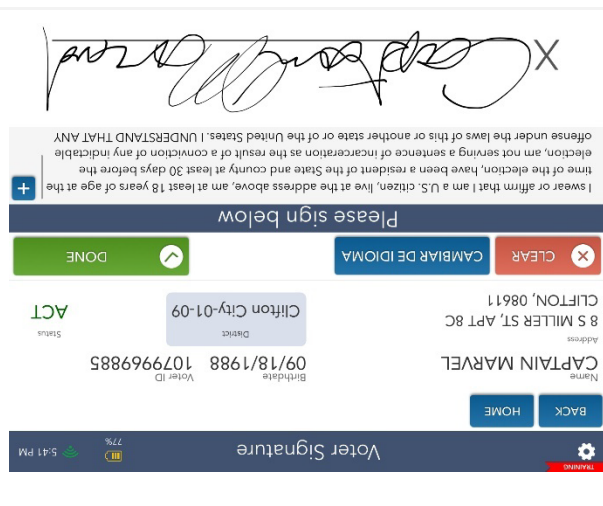 TRAINING
Voter Signature
77%
5:41 PM
BACK
HOME
Name
CAPTAIN MARVEL
Birthdate
09/18/1988
Voter ID
10799969885
Address
8 S MILLER ST, APT 8C
CLIFTON, 08611
District
Clifton City-01-09
Status
ACT
CLEAR
CAMBIAR DE IDIOMA
DONE
Please sign below
I swear or affirm that I am a U.S. citizen, live at the address above, am at least 18 years of age at the
time of the election, have been a resident of the State and county at least 30 days before the
election, am not serving a sentence of incarceration as the result of a conviction of any indictable
offense under the laws of this or another state or of the United States. I UNDERSTAND THAT ANY
+
X
Captain Marvel